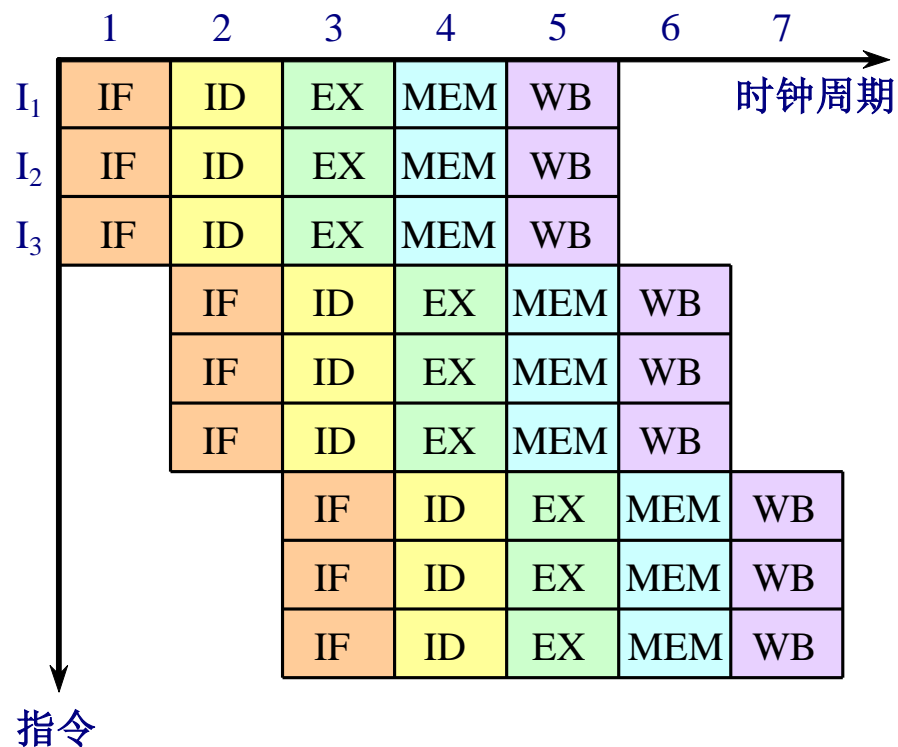 1 2 3 4 5 6 7
时钟周期
I₁ IF ID EX MEM WB
I₂ IF ID EX MEM WB
I₃ IF ID EX MEM WB
IF ID EX MEM WB
IF ID EX MEM WB
IF ID EX MEM WB
IF ID EX MEM WB
IF ID EX MEM WB
IF ID EX MEM WB
指令